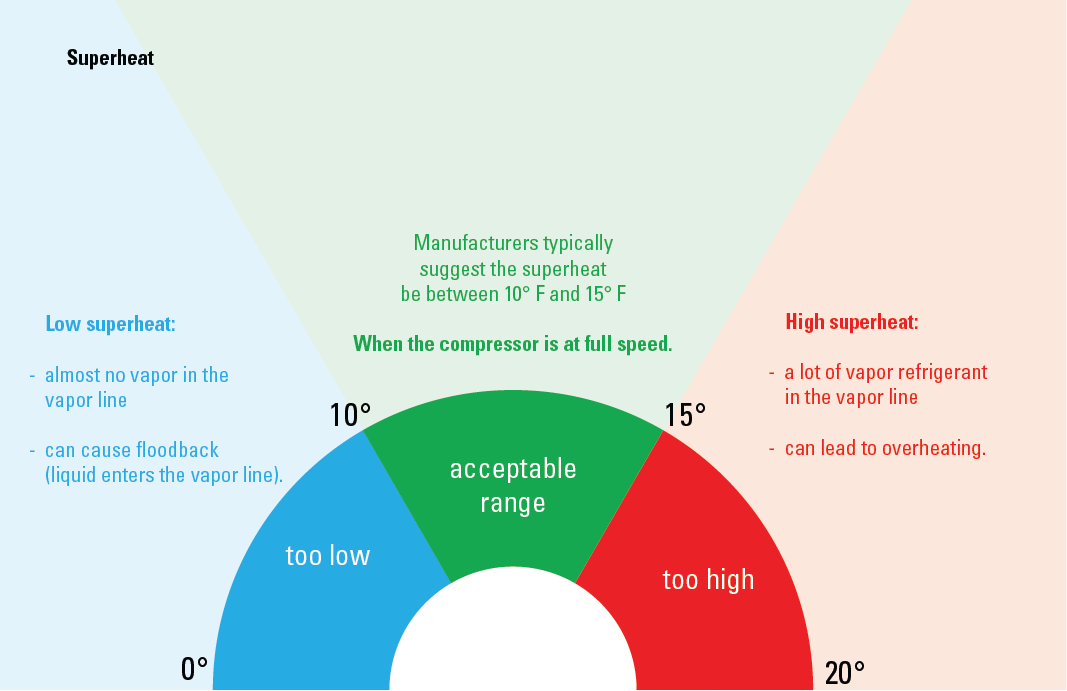 Superheat
Manufacturers typically
suggest the superheat
be between 10° F and 15° F
When the compressor is at full speed.
Low superheat:
- almost no vapor in the
vapor line
- can cause floodback
(liquid enters the vapor line).
High superheat:
- a lot of vapor refrigerant
in the vapor line
- can lead to overheating.
10°
15°
acceptable
range
too low
too high
0°
20°